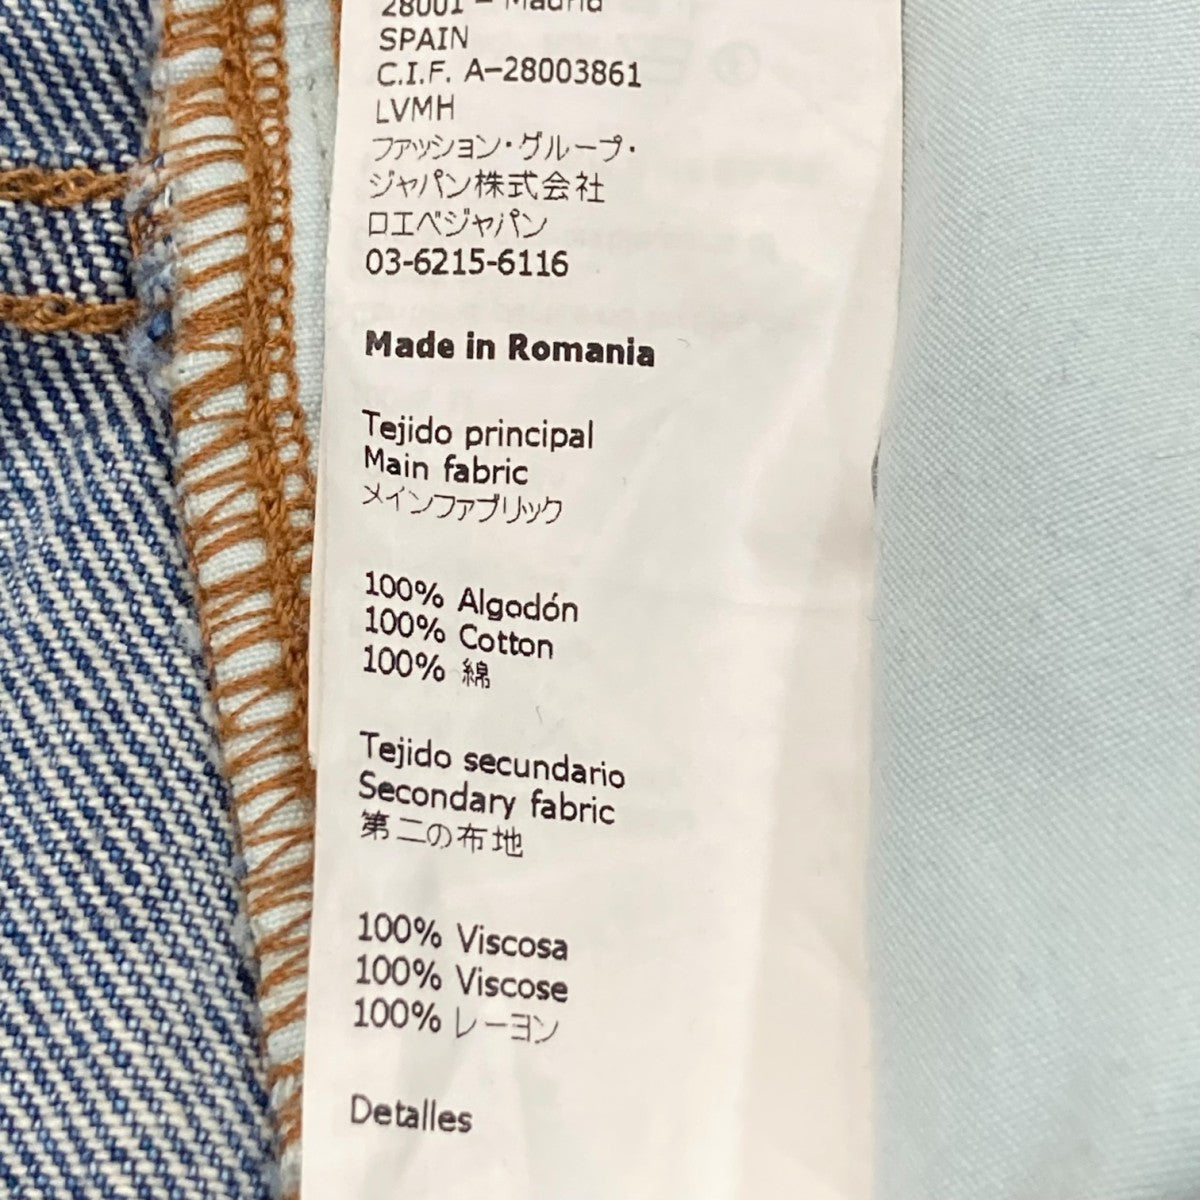 28001 – Madrid
SPAIN
C.I.F. A-28003861
LVMH
ファッション・グループ・
ジャパン株式会社
ロエベジャパン
03-6215-6116
Made in Romania
Tejido principal
Main fabric
メインファブリック
100% Algodón
100% Cotton
100% 綿
Tejido secundario
Secondary fabric
第二の布地
100% Viscosa
100% Viscose
100% レーヨン
Detalles